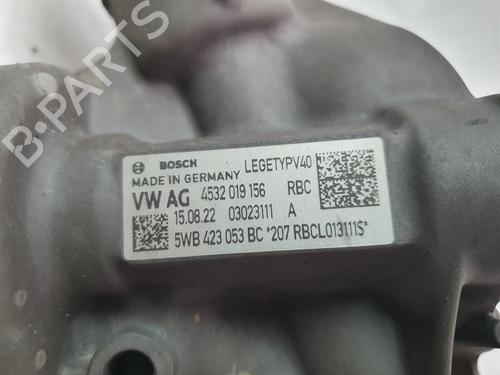 B-Parts
BOSCH LEGETYPV40
MADE IN GERMANY
VW AG 4532 019 156 RBC
15.08.22 03023111 A
5WB 423 053 BC *207 RBCL013111S*